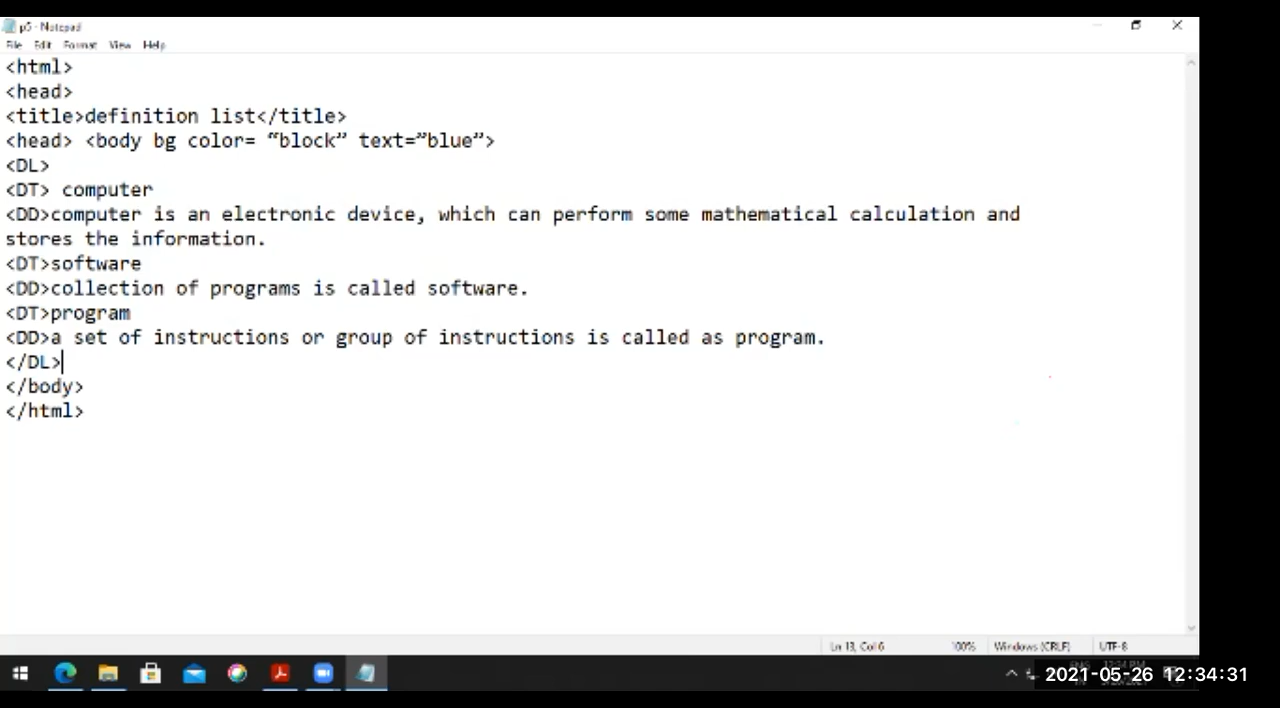 p5 - Notepad
File Edit Format View Help
<html>
<head>
<title>definition list</title>
<head> <body bg color= “block” text=”blue”>
<DL>
<DT> computer
<DD>computer is an electronic device, which can perform some mathematical calculation and
stores the information.
<DT>software
<DD>collection of programs is called software.
<DT>program
<DD>a set of instructions or group of instructions is called as program.
</DL>
</body>
</html>
Ln 13, Col 6 100% Windows (CRLF) UTF-8
2021-05-26 12:34:31